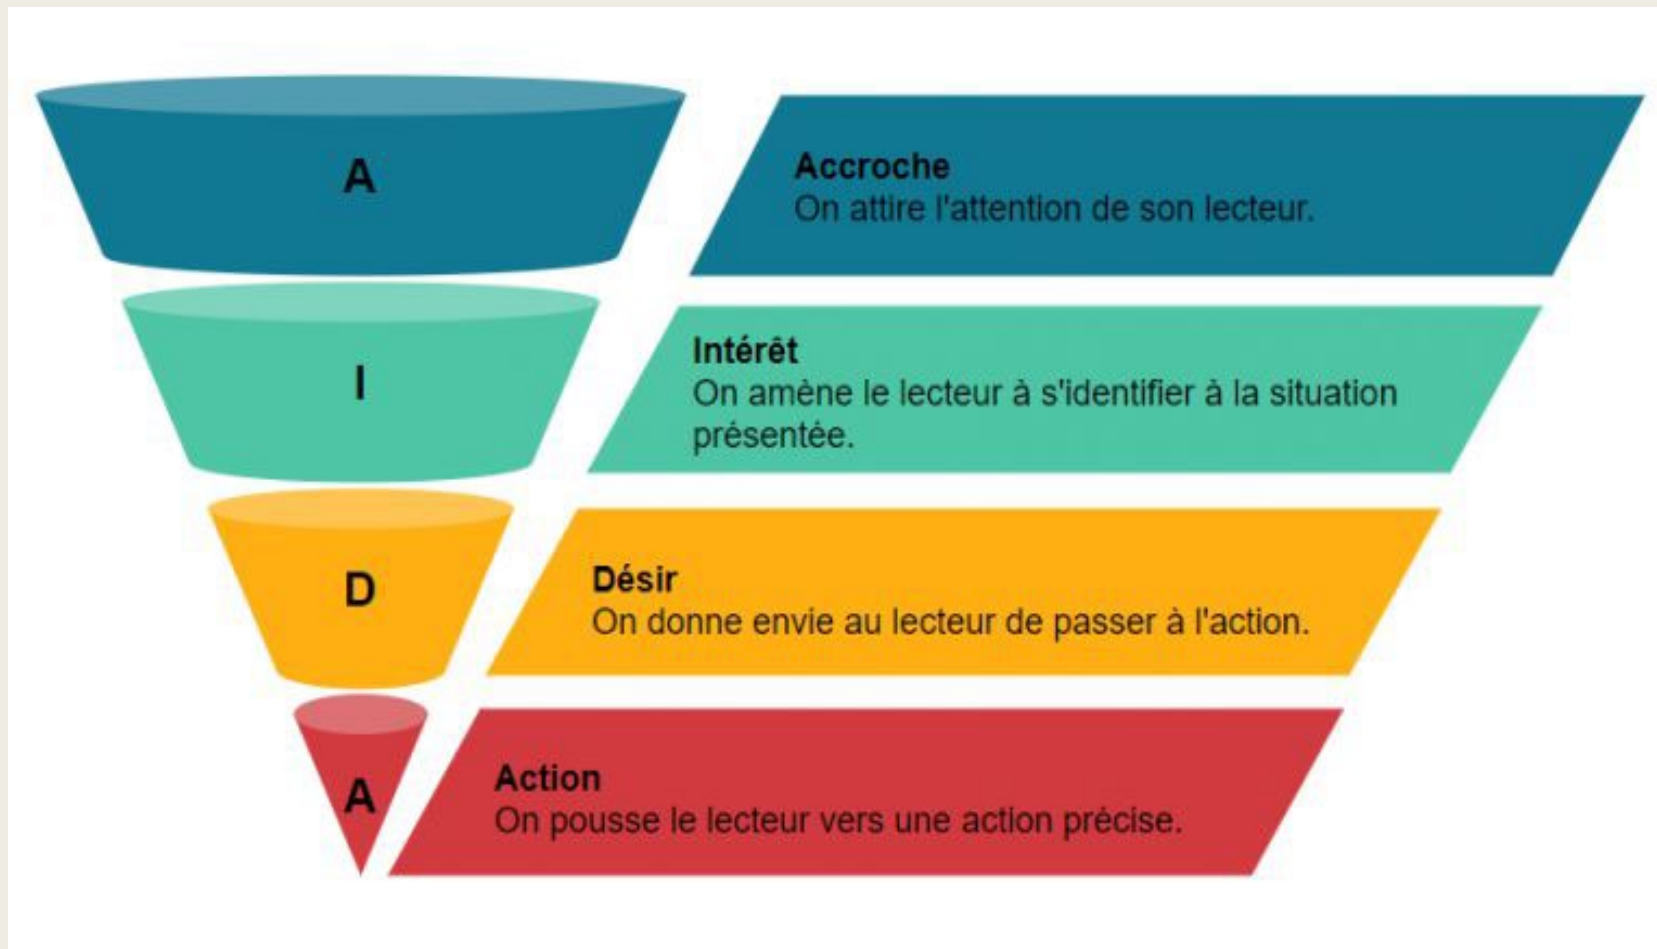 A
Accroche
On attire l'attention de son lecteur.
I
Intérêt
On amène le lecteur à s'identifier à la situation
présentée.
D
Désir
On donne envie au lecteur de passer à l'action.
A
Action
On pousse le lecteur vers une action précise.